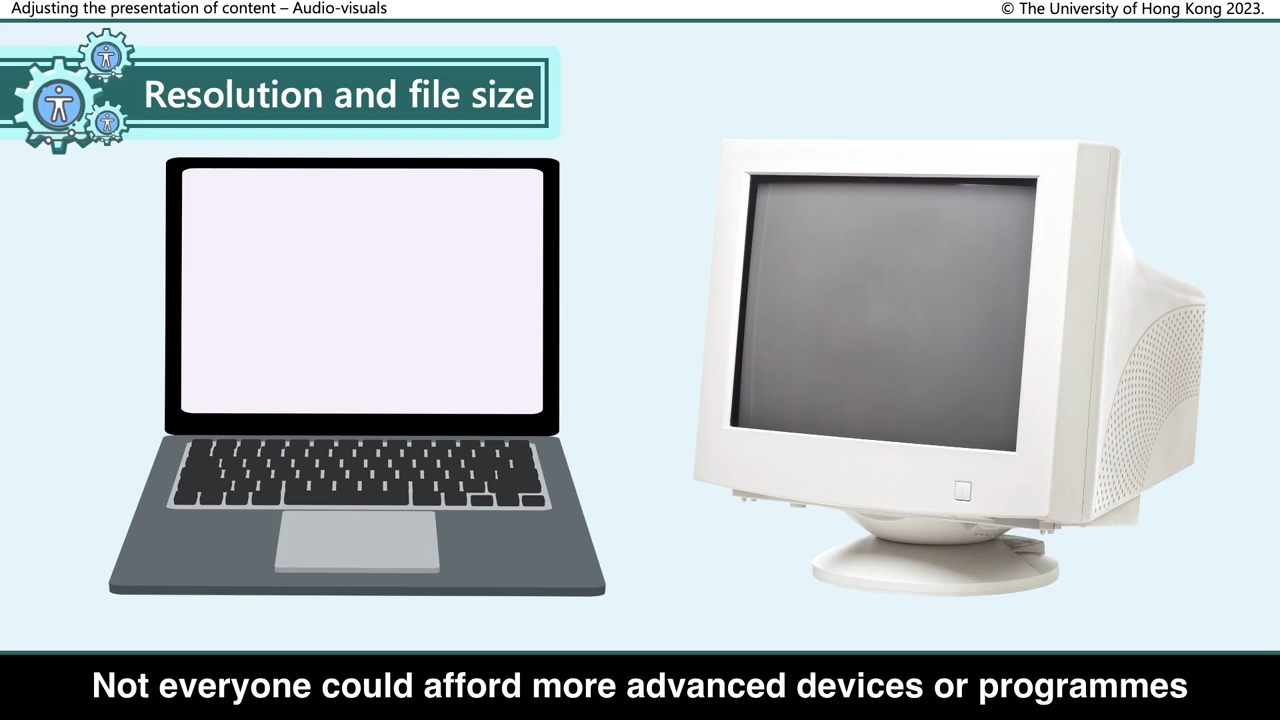 Adjusting the presentation of content – Audio-visuals
© The University of Hong Kong 2023.
Resolution and file size
Not everyone could afford more advanced devices or programmes